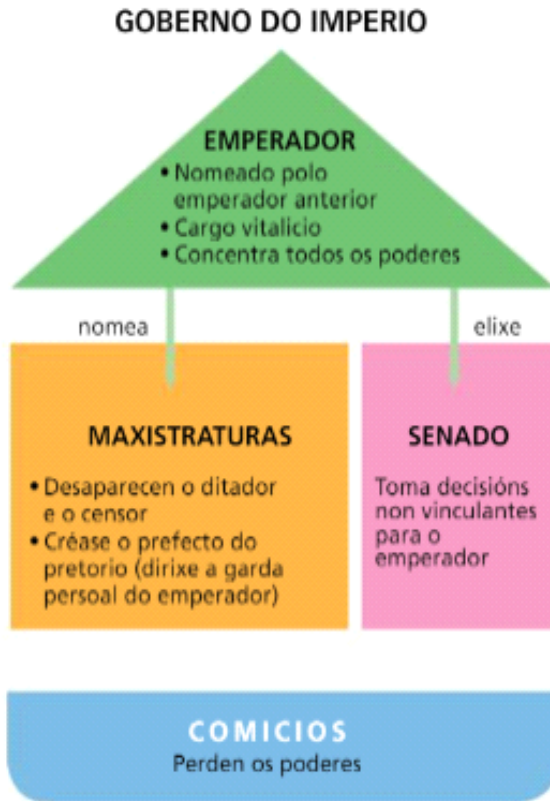 GOBERNO DO IMPERIO
EMPERADOR
• Nomeado polo
emperador anterior
• Cargo vitalicio
• Concentra todos os poderes
nomea
elixe
MAXISTRATURAS
• Desaparecen o ditador
e o censor
• Créase o prefecto do
pretorio (dirixe a garda
persoal do emperador)
SENADO
Toma decisións
non vinculantes
para o
emperador
COMICIOS
Perden os poderes